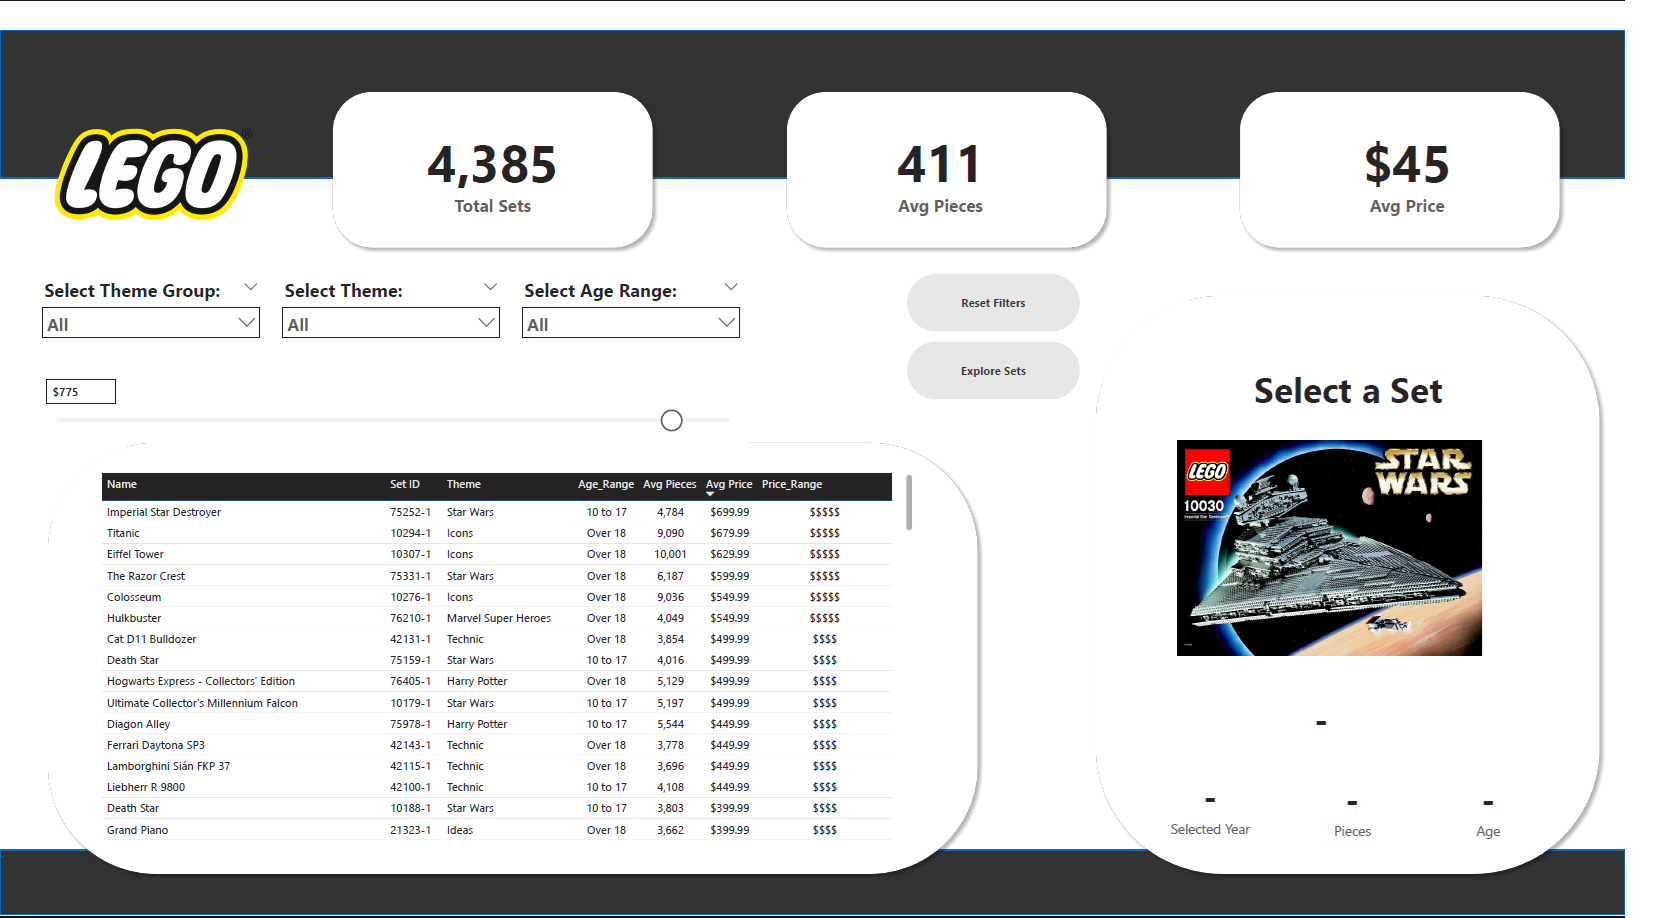 LEGO®
4,385
Total Sets
411
Avg Pieces
$45
Avg Price
Select Theme Group:
All
Select Theme:
All
Select Age Range:
All
Reset Filters
Explore Sets
$775
Name Set ID Theme Age_Range Avg Pieces Avg Price Price_Range
Imperial Star Destroyer 75252-1 Star Wars 10 to 17 4,784 $699.99 $$$$$
Titanic 10294-1 Icons Over 18 9,090 $679.99 $$$$$
Eiffel Tower 10307-1 Icons Over 18 10,001 $629.99 $$$$$
The Razor Crest 75331-1 Star Wars Over 18 6,187 $599.99 $$$$$
Colosseum 10276-1 Icons Over 18 9,036 $549.99 $$$$$
Hulkbuster 76210-1 Marvel Super Heroes Over 18 4,049 $549.99 $$$$$
Cat D11 Bulldozer 42131-1 Technic Over 18 3,854 $499.99 $$$$
Death Star 75159-1 Star Wars 10 to 17 4,016 $499.99 $$$$
Hogwarts Express - Collectors' Edition 76405-1 Harry Potter Over 18 5,129 $499.99 $$$$
Ultimate Collector's Millennium Falcon 10179-1 Star Wars 10 to 17 5,197 $499.99 $$$$
Diagon Alley 75978-1 Harry Potter 10 to 17 5,544 $449.99 $$$$
Ferrari Daytona SP3 42143-1 Technic Over 18 3,778 $449.99 $$$$
Lamborghini Sián FKP 37 42115-1 Technic Over 18 3,696 $449.99 $$$$
Liebherr R 9800 42100-1 Technic 10 to 17 4,108 $449.99 $$$$
Death Star 10188-1 Star Wars 10 to 17 3,803 $399.99 $$$$
Grand Piano 21323-1 Ideas Over 18 3,662 $399.99 $$$$
Select a Set
LEGO
STAR
WARS
10030
Imperial Star Destroyer
-
- - -
Selected Year Pieces Age